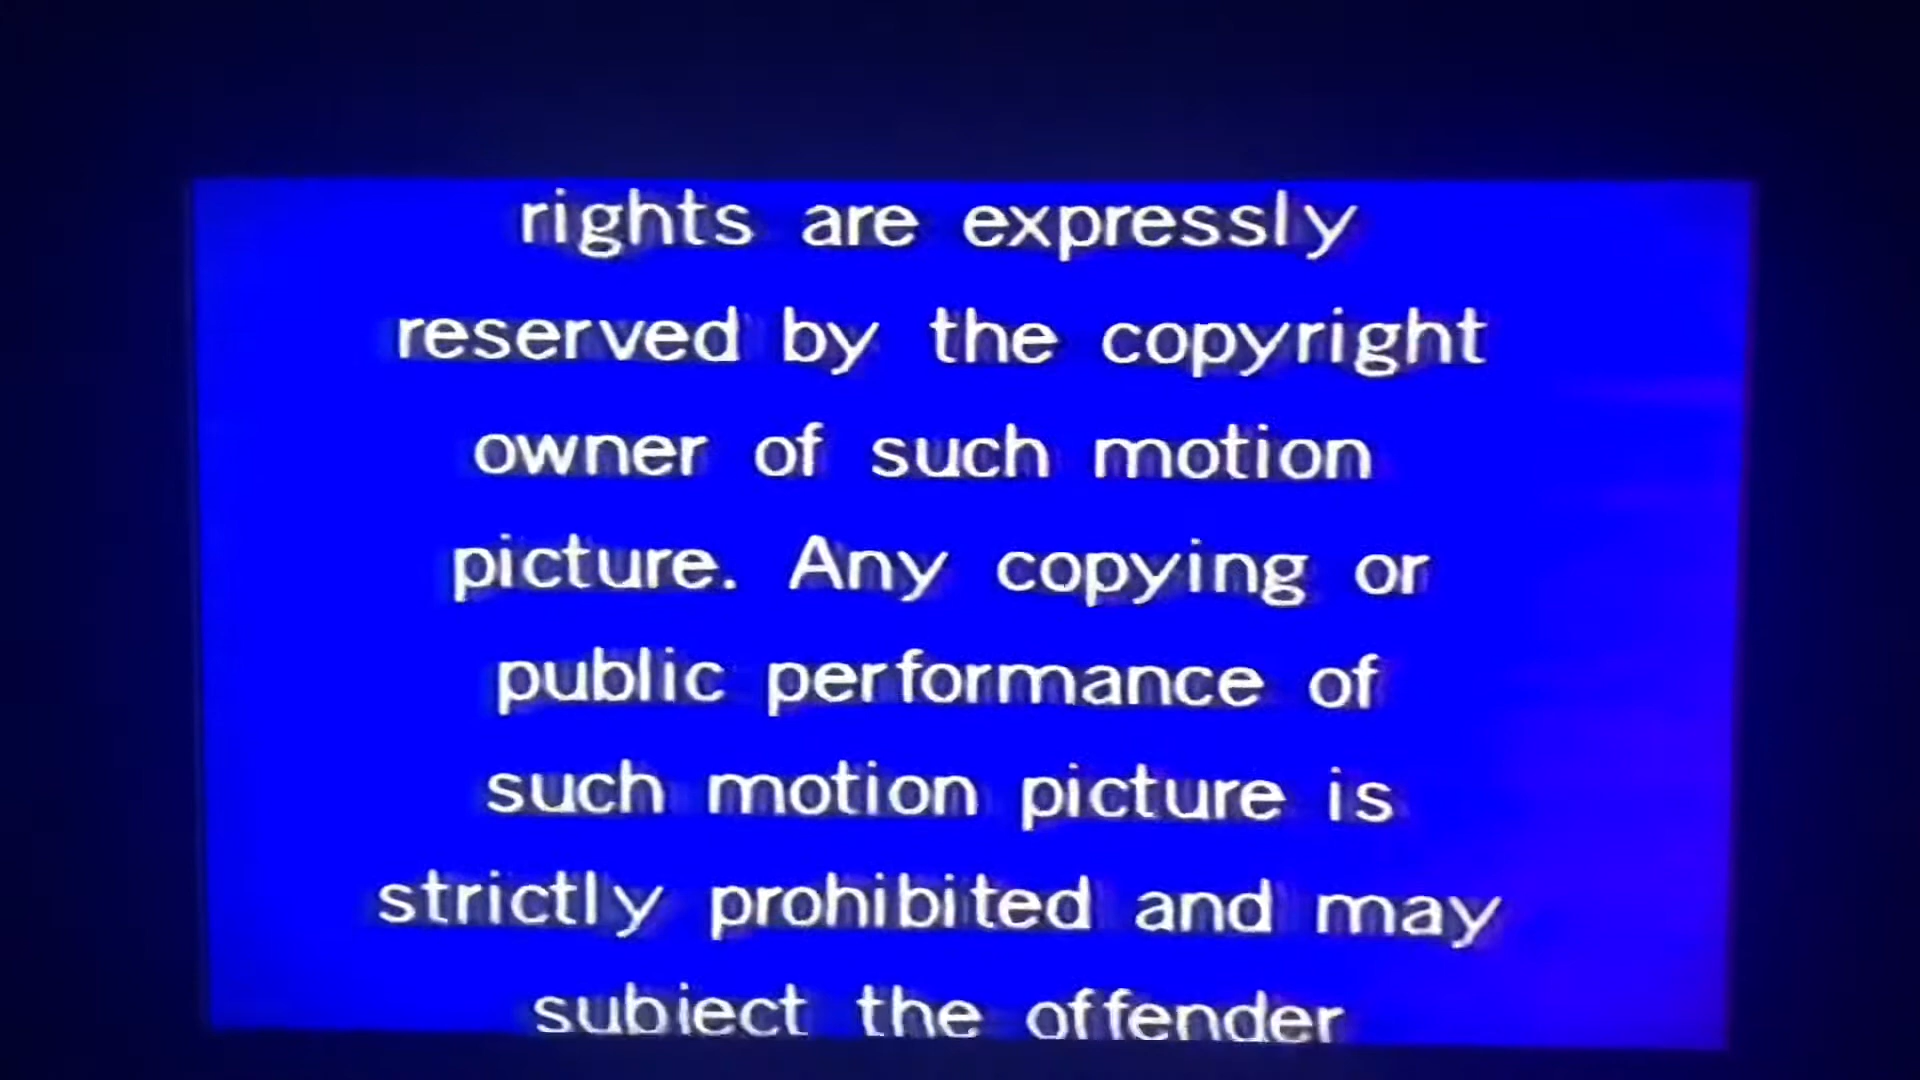 rights are expressly
reserved by the copyright
owner of such motion
picture. Any copying or
public performance of
such motion picture is
strictly prohibited and may
subject the offender